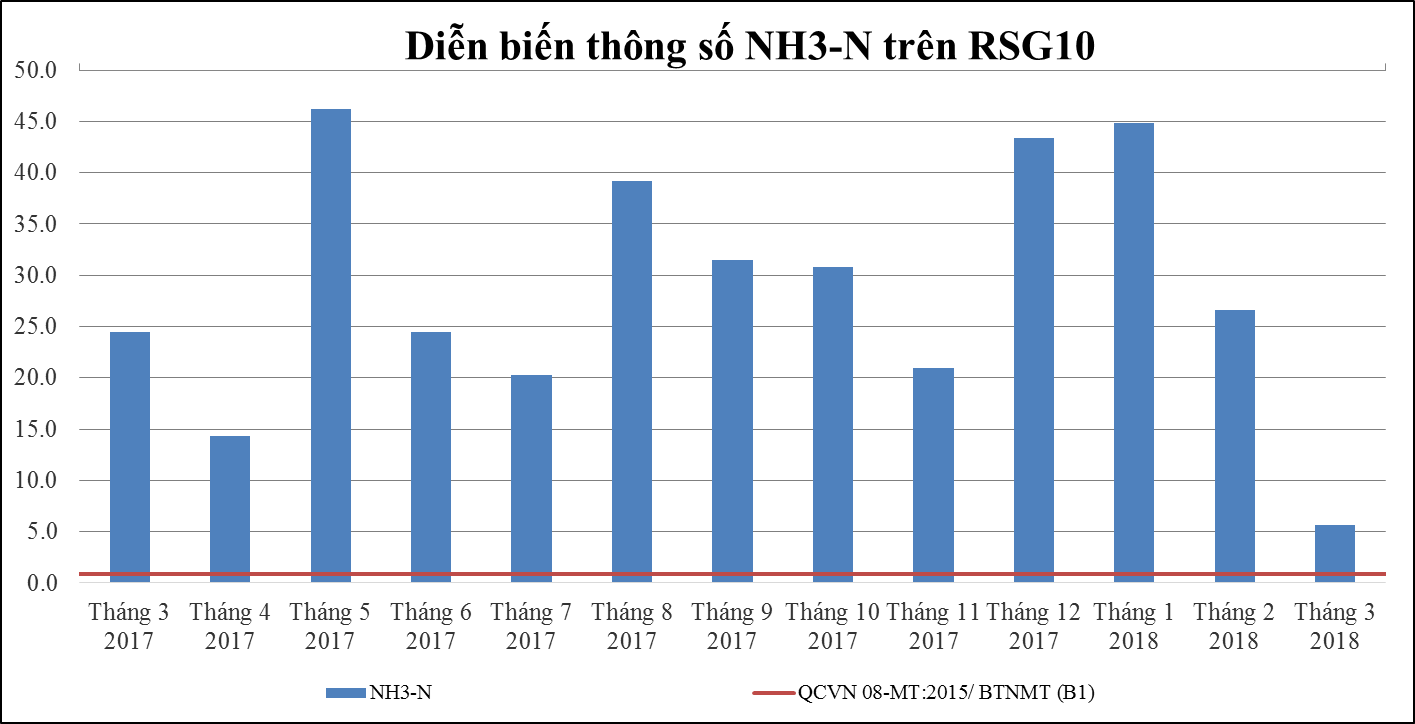 Diễn biến thông số NH3-N trên RSG10
50.0
45.0
40.0
35.0
30.0
25.0
20.0
15.0
10.0
5.0
0.0
Tháng 3 Tháng 4 Tháng 5 Tháng 6 Tháng 7 Tháng 8 Tháng 9 Tháng 10 Tháng 11 Tháng 12 Tháng 1 Tháng 2 Tháng 3
2017 2017 2017 2017 2017 2017 2017 2017 2017 2017 2018 2018 2018
NH3-N QCVN 08-MT:2015/ BTNMT (B1)